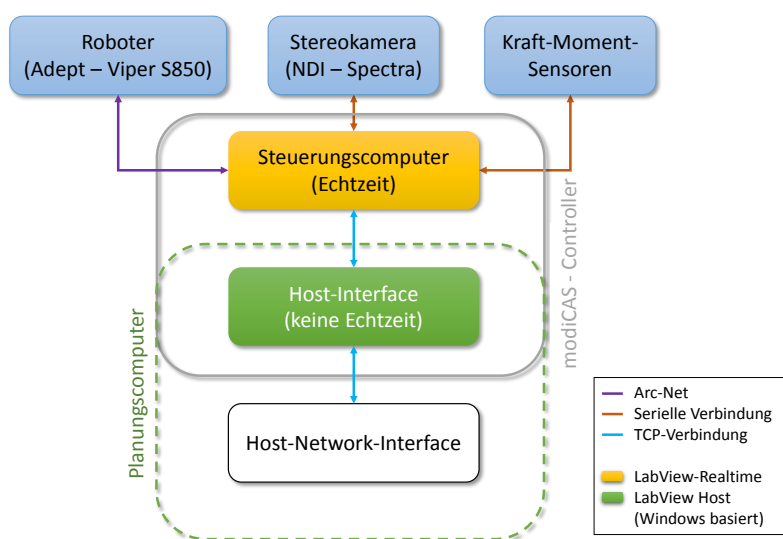 Roboter
(Adept – Viper S850)
Stereokamera
(NDI – Spectra)
Kraft-Moment-
Sensoren
Steuerungscomputer
(Echtzeit)
modiCAS - Controller
Host-Interface
(keine Echtzeit)
Planungscomputer
Host-Network-Interface
Arc-Net
Serielle Verbindung
TCP-Verbindung
LabView-Realtime
LabView Host
(Windows basiert)